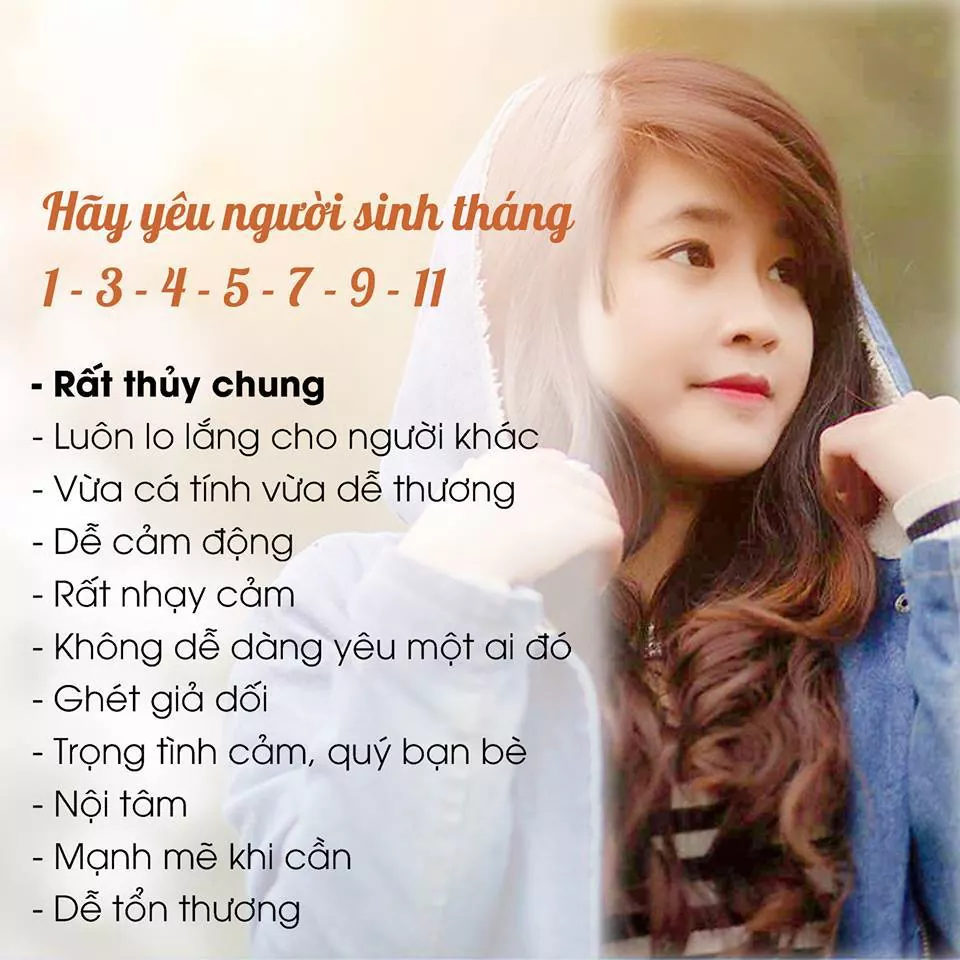 Hãy yêu người sinh tháng
1 - 3 - 4 - 5 - 7 - 9 - 11
- Rất thủy chung
- Luôn lo lắng cho người khác
- Vừa cá tính vừa dễ thương
- Dễ cảm động
- Rất nhạy cảm
- Không dễ dàng yêu một ai đó
- Ghét giả dối
- Trọng tình cảm, quý bạn bè
- Nội tâm
- Mạnh mẽ khi cần
- Dễ tổn thương